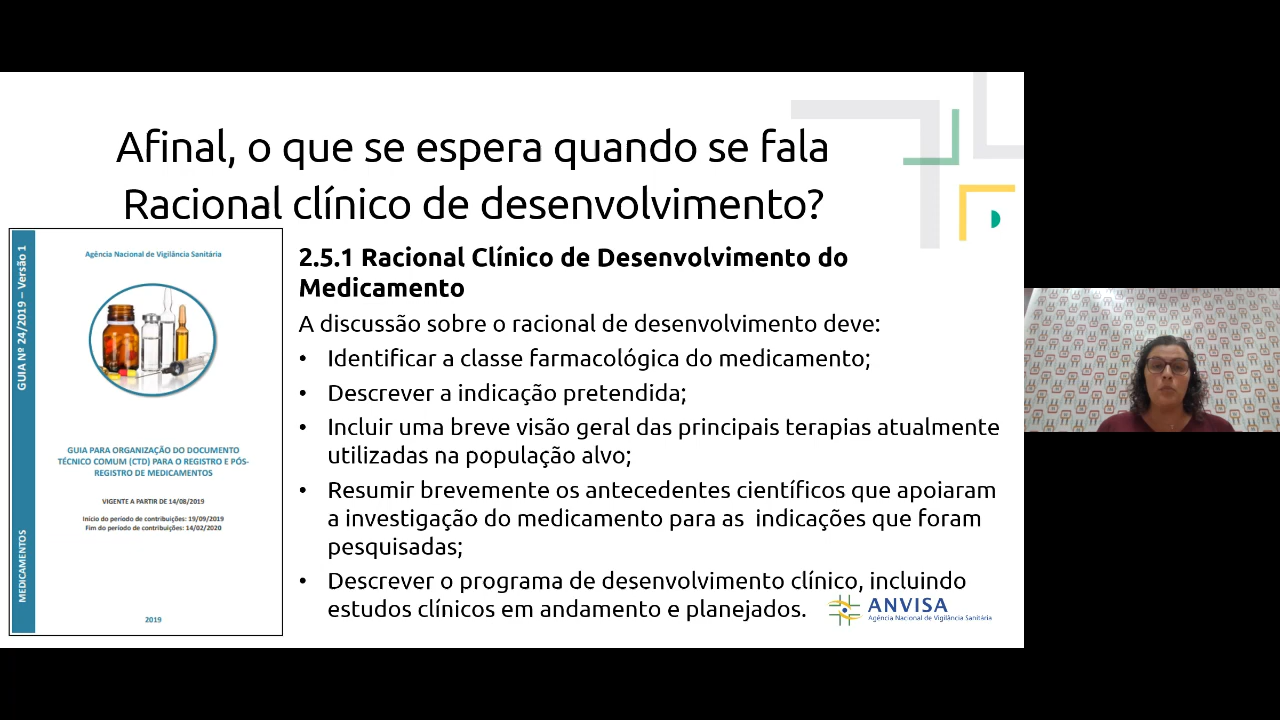 Afinal, o que se espera quando se fala
Racional clínico de desenvolvimento?
GUIA Nº 24/2019 – Versão 1
MEDICAMENTOS
Agência Nacional de Vigilância Sanitária
GUIA PARA ORGANIZAÇÃO DO DOCUMENTO
TÉCNICO COMUM (CTD) PARA O REGISTRO E PÓS-
REGISTRO DE MEDICAMENTOS
VIGENTE A PARTIR DE 14/08/2019
Início do período de contribuições: 19/09/2019
Fim do período de contribuições: 14/02/2020
2019
2.5.1 Racional Clínico de Desenvolvimento do
Medicamento
A discussão sobre o racional de desenvolvimento deve:
• Identificar a classe farmacológica do medicamento;
• Descrever a indicação pretendida;
• Incluir uma breve visão geral das principais terapias atualmente
utilizadas na população alvo;
• Resumir brevemente os antecedentes científicos que apoiaram
a investigação do medicamento para as indicações que foram
pesquisadas;
• Descrever o programa de desenvolvimento clínico, incluindo
estudos clínicos em andamento e planejados.
ANVISA
Agência Nacional de Vigilância Sanitária